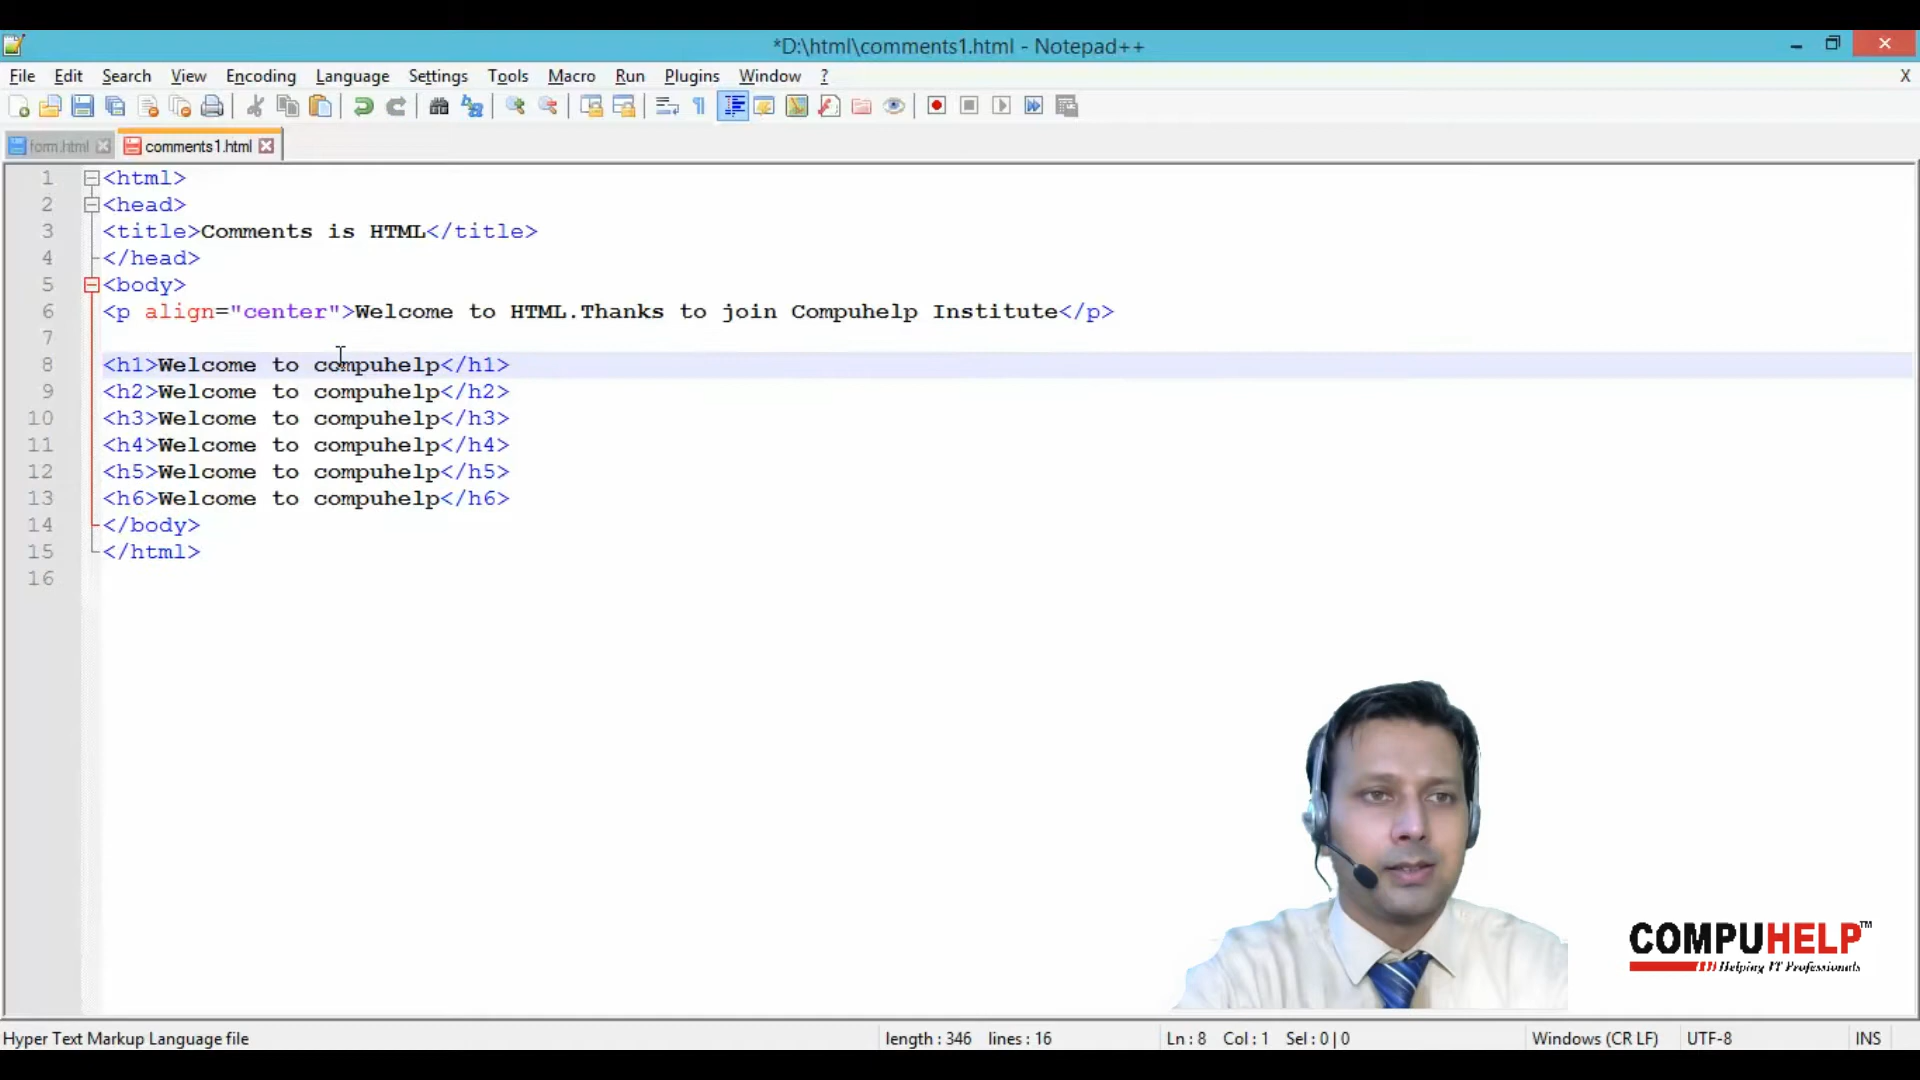 *D:\html\comments1.html - Notepad++
File Edit Search View Encoding Language Settings Tools Macro Run Plugins Window ? X
form.html comments1.html
1 <html>
2 <head>
3 <title>Comments is HTML</title>
4 </head>
5 <body>
6 <p align="center">Welcome to HTML.Thanks to join Compuhelp Institute</p>
7
8 <h1>Welcome to compuhelp</h1>
9 <h2>Welcome to compuhelp</h2>
10 <h3>Welcome to compuhelp</h3>
11 <h4>Welcome to compuhelp</h4>
12 <h5>Welcome to compuhelp</h5>
13 <h6>Welcome to compuhelp</h6>
14 </body>
15 </html>
16
COMPUHELP™
Helping IT Professionals
Hyper Text Markup Language file length : 346 lines : 16 Ln : 8 Col : 1 Sel : 0 | 0 Windows (CR LF) UTF-8 INS